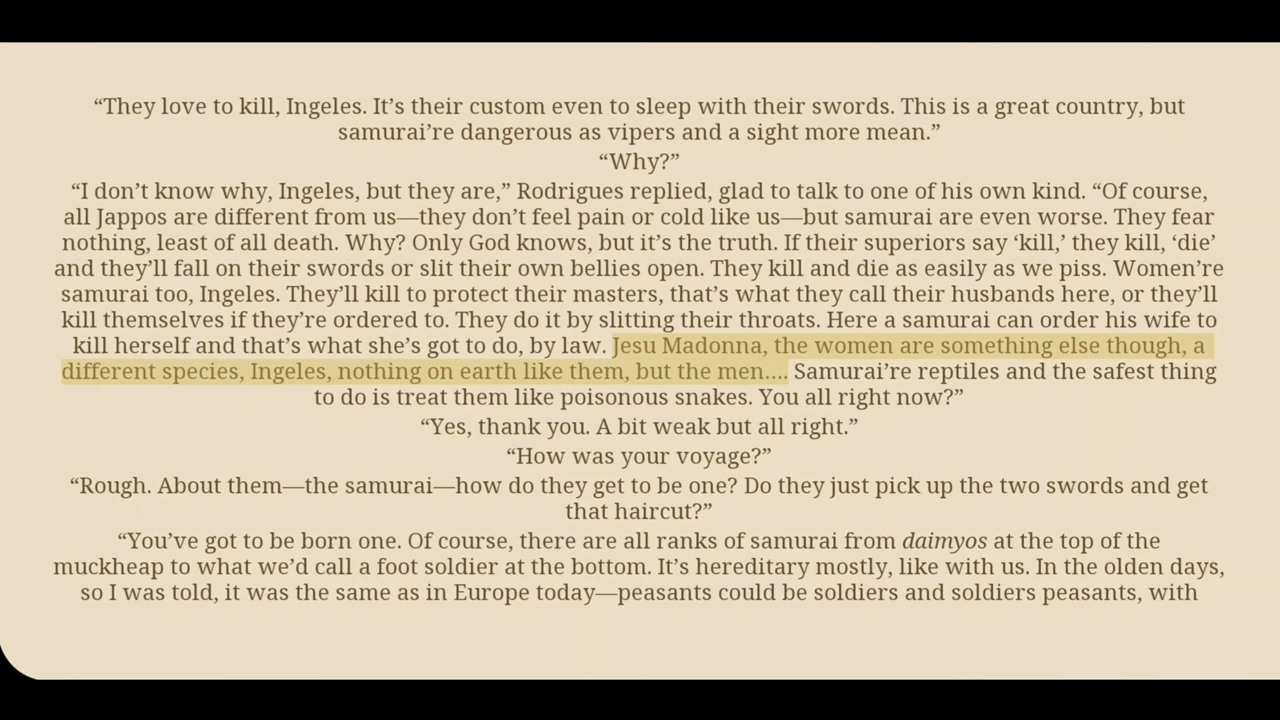 “They love to kill, Ingeles. It’s their custom even to sleep with their swords. This is a great country, but
samurai’re dangerous as vipers and a sight more mean.”
“Why?”
“I don’t know why, Ingeles, but they are,” Rodrigues replied, glad to talk to one of his own kind. “Of course,
all Jappos are different from us—they don’t feel pain or cold like us—but samurai are even worse. They fear
nothing, least of all death. Why? Only God knows, but it’s the truth. If their superiors say ‘kill,’ they kill, ‘die’
and they’ll fall on their swords or slit their own bellies open. They kill and die as easily as we piss. Women’re
samurai too, Ingeles. They’ll kill to protect their masters, that’s what they call their husbands here, or they’ll
kill themselves if they’re ordered to. They do it by slitting their throats. Here a samurai can order his wife to
kill herself and that’s what she’s got to do, by law. Jesu Madonna, the women are something else though, a
different species, Ingeles, nothing on earth like them, but the men.... Samurai’re reptiles and the safest thing
to do is treat them like poisonous snakes. You all right now?”
“Yes, thank you. A bit weak but all right.”
“How was your voyage?”
“Rough. About them—the samurai—how do they get to be one? Do they just pick up the two swords and get
that haircut?”
“You’ve got to be born one. Of course, there are all ranks of samurai from daimyos at the top of the
muckheap to what we’d call a foot soldier at the bottom. It’s hereditary mostly, like with us. In the olden days,
so I was told, it was the same as in Europe today—peasants could be soldiers and soldiers peasants, with